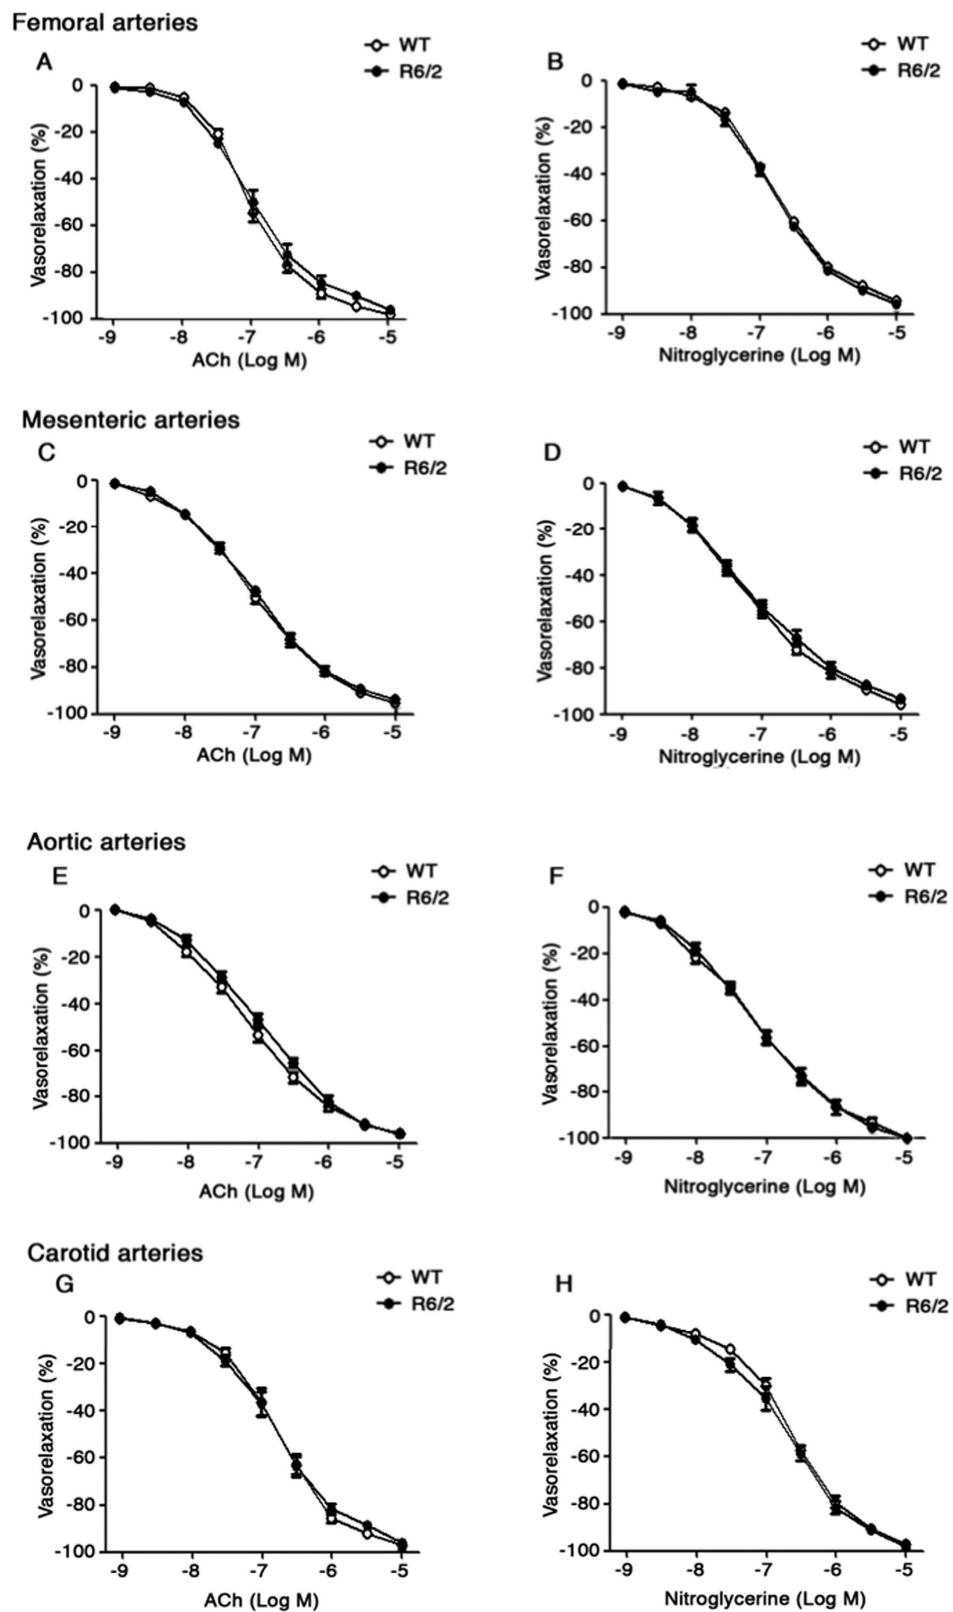 Femoral arteries
A
WT
R6/2
0
-20
-40
-60
-80
-100
Vasorelaxation (%)
-9 -8 -7 -6 -5
ACh (Log M)
B
WT
R6/2
0
-20
-40
-60
-80
-100
Vasorelaxation (%)
-9 -8 -7 -6 -5
Nitroglycerine (Log M)
Mesenteric arteries
C
WT
R6/2
0
-20
-40
-60
-80
-100
Vasorelaxation (%)
-9 -8 -7 -6 -5
ACh (Log M)
D
WT
R6/2
0
-20
-40
-60
-80
-100
Vasorelaxation (%)
-9 -8 -7 -6 -5
Nitroglycerine (Log M)
Aortic arteries
E
WT
R6/2
0
-20
-40
-60
-80
-100
Vasorelaxation (%)
-9 -8 -7 -6 -5
ACh (Log M)
F
WT
R6/2
0
-20
-40
-60
-80
-100
Vasorelaxation (%)
-9 -8 -7 -6 -5
Nitroglycerine (Log M)
Carotid arteries
G
WT
R6/2
0
-20
-40
-60
-80
-100
Vasorelaxation (%)
-9 -8 -7 -6 -5
ACh (Log M)
H
WT
R6/2
0
-20
-40
-60
-80
-100
Vasorelaxation (%)
-9 -8 -7 -6 -5
Nitroglycerine (Log M)